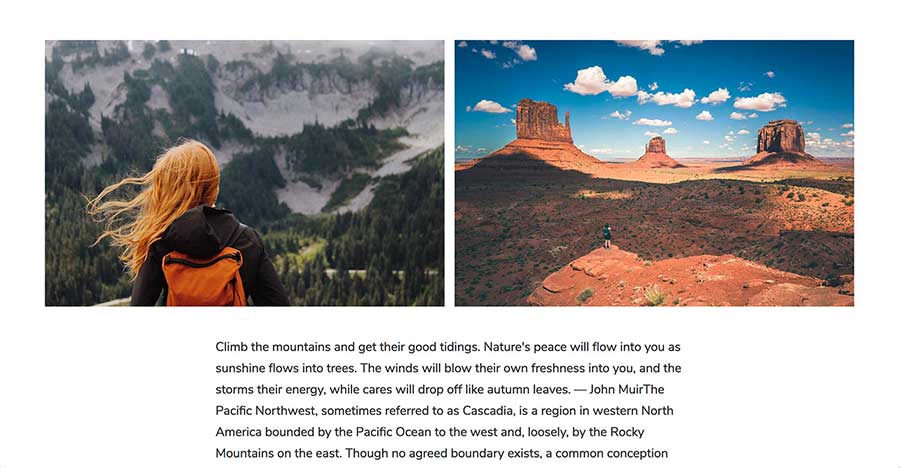 Climb the mountains and get their good tidings. Nature's peace will flow into you as
sunshine flows into trees. The winds will blow their own freshness into you, and the
storms their energy, while cares will drop off like autumn leaves. — John MuirThe
Pacific Northwest, sometimes referred to as Cascadia, is a region in western North
America bounded by the Pacific Ocean to the west and, loosely, by the Rocky
Mountains on the east. Though no agreed boundary exists, a common conception